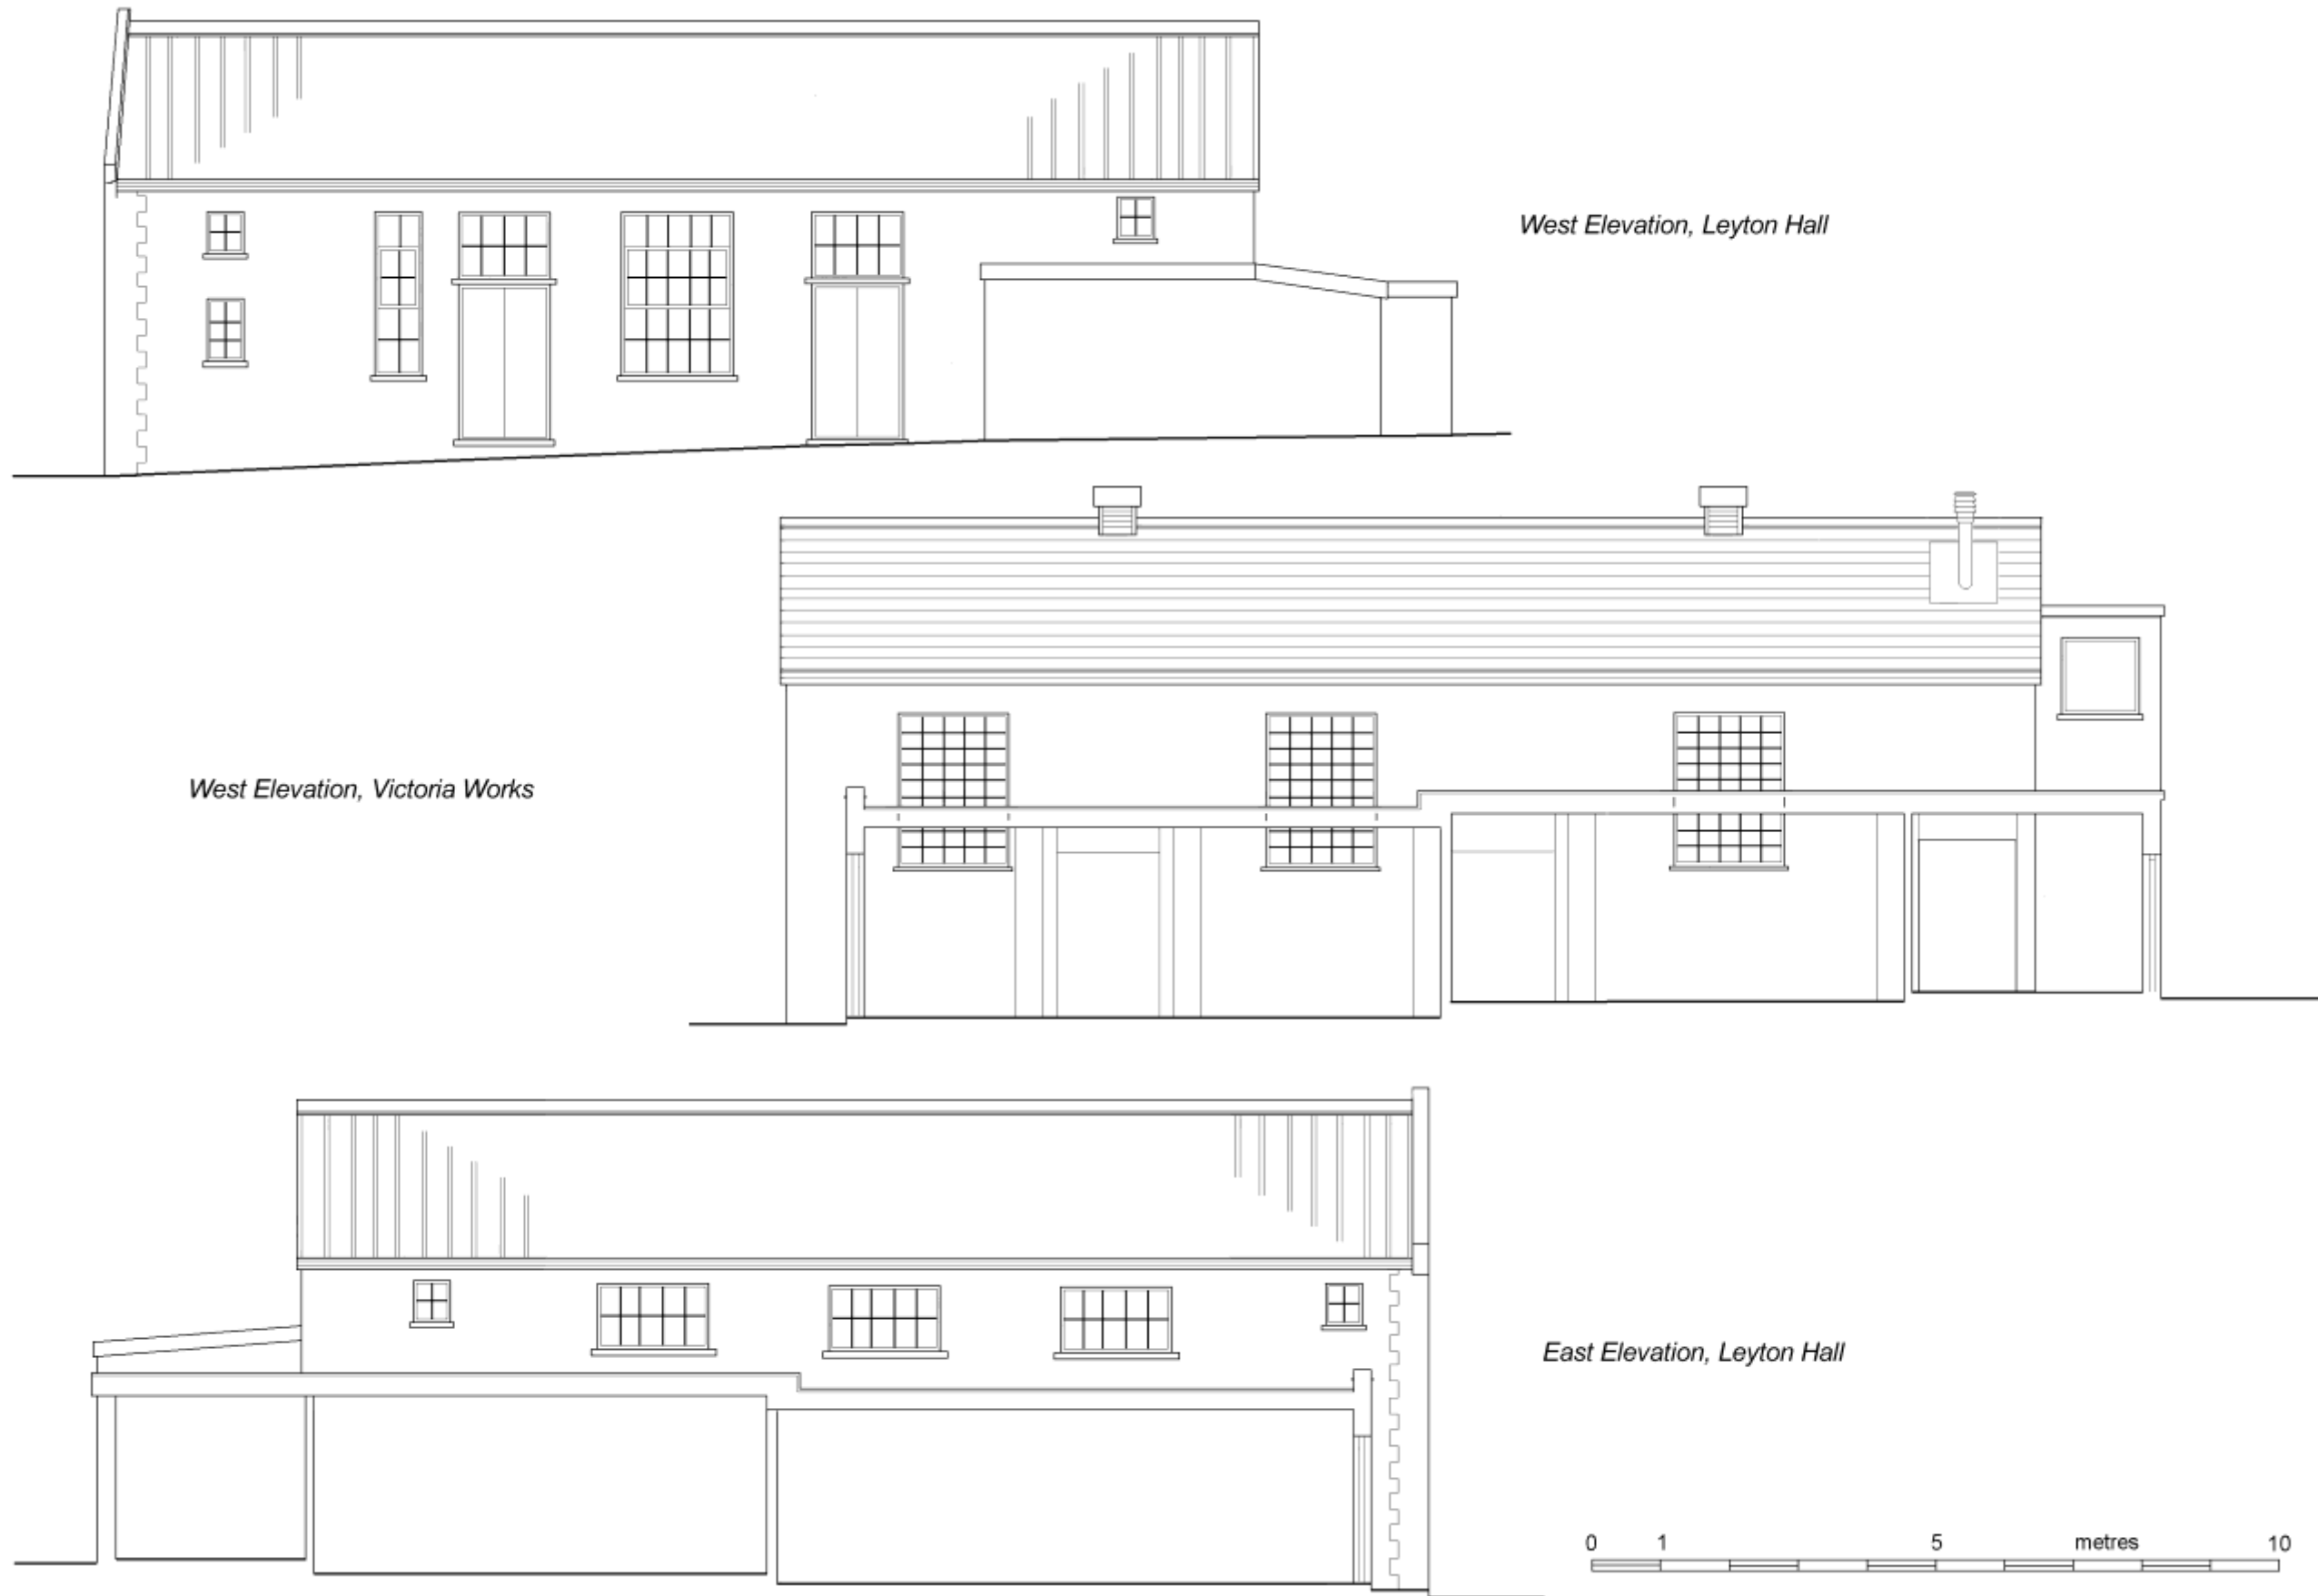 West Elevation, Leyton Hall
West Elevation, Victoria Works
East Elevation, Leyton Hall
0 1 5 metres 10